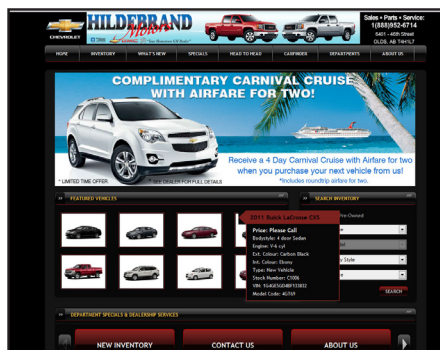 CHEVROLET
HILDEBRAND
Motors
Sales • Parts • Service:
1(888)952-6714
6401 - 46th Street
OLDS, AB T4H1L7
HOME INVENTORY WHAT'S NEW SPECIALS HEAD TO HEAD CARFINDER DEPARTMENTS ABOUT US
COMPLIMENTARY CARNIVAL CRUISE
WITH AIRFARE FOR TWO!
Receive a 4 Day Carnival Cruise with Airfare for two
when you purchase your next vehicle from us!
*Includes roundtrip airfare for two.
* LIMITED TIME OFFER * SEE DEALER FOR FULL DETAILS
FEATURED VEHICLES
SEARCH INVENTORY
2011 Buick LaCrosse CXS
Pre-Owned
Price: Please Call
Bodystyle: 4 door Sedan
Engine: V-6 cyl
Ext. Colour: Carbon Black
Int. Colour: Ebony
Type: New Vehicle
Stock Number: C1006
Model Code: 4GT69
y Style
SEARCH
DEPARTMENT SPECIALS & DEALERSHIP SERVICES
NEW INVENTORY CONTACT US ABOUT US